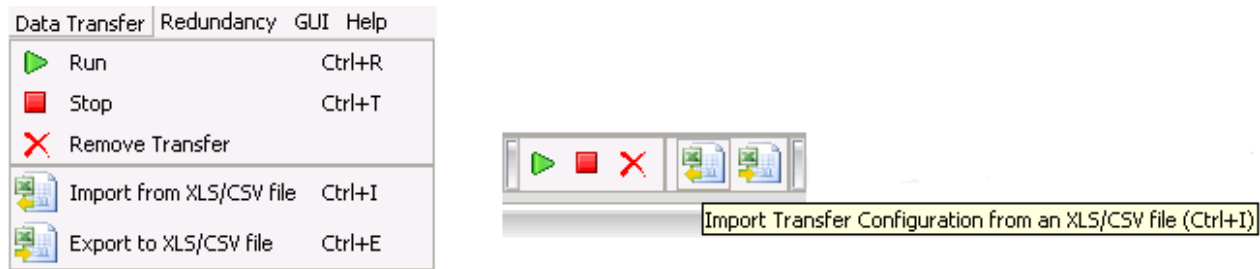 Data Transfer Redundancy GUI Help
Run Ctrl+R
Stop Ctrl+T
Remove Transfer
Import from XLS/CSV file Ctrl+I
Export to XLS/CSV file Ctrl+E
Import Transfer Configuration from an XLS/CSV file (Ctrl+I)